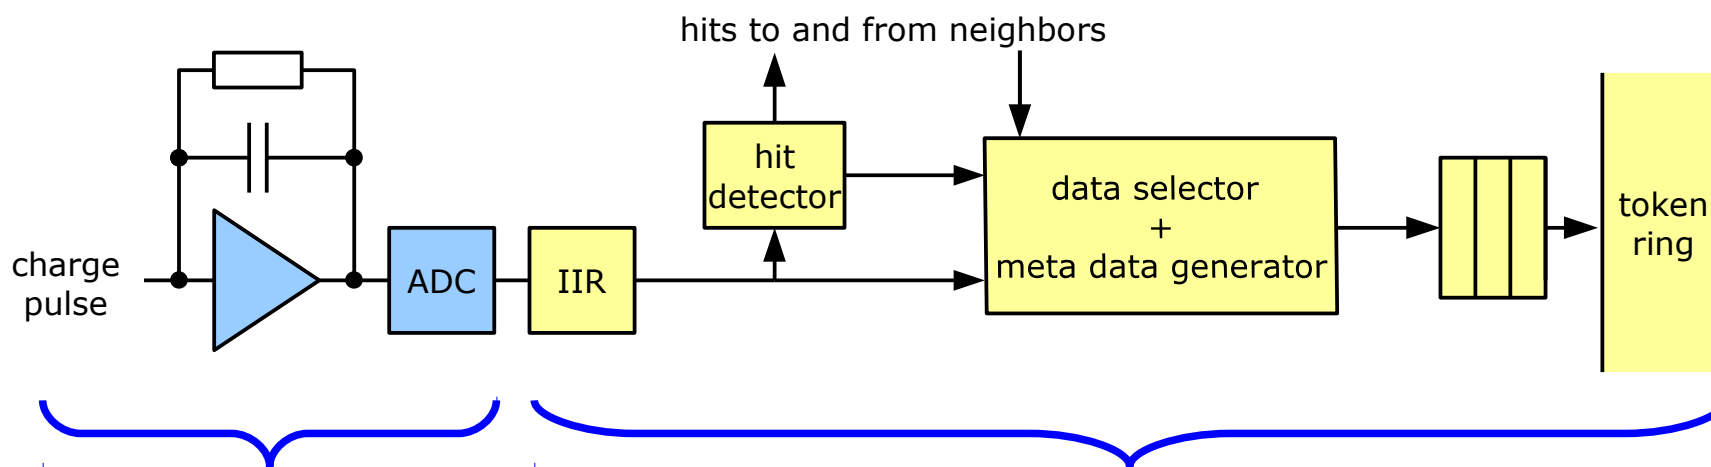 hits to and from neighbors
hit
detector
data selector
+
meta data generator
token
ring
charge
pulse
ADC
IIR